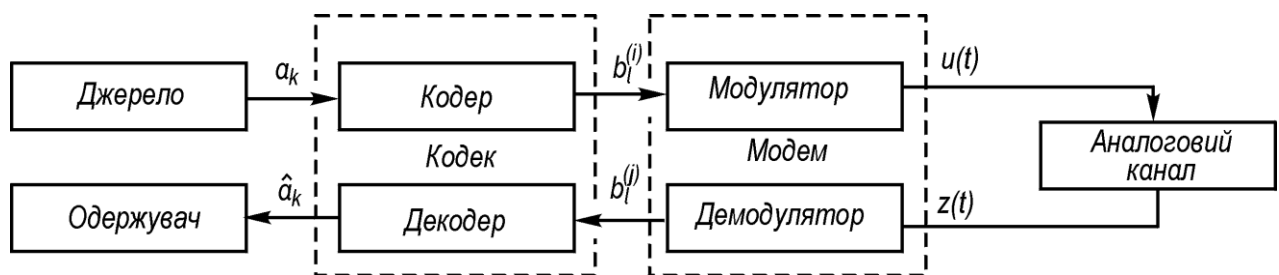 Джерело
a_k
Кодер
b_l^(i)
Модулятор
u(t)
Аналоговий
канал
Кодек
Модем
Одержувач
â_k
Декодер
b_l^(j)
Демодулятор
z(t)